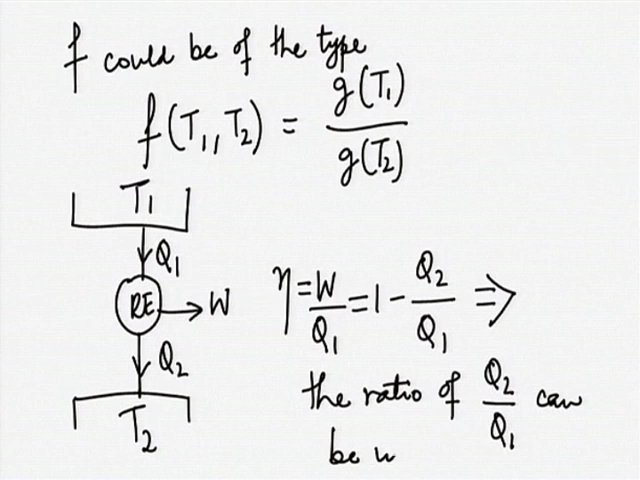 f could be of the type
f(T₁, T₂) = g(T₁) / g(T₂)
T₁
Q₁
RE
W
Q₂
T₂
η = W / Q₁ = 1 - Q₂ / Q₁ ⇒
the ratio of Q₂ / Q₁ can
be